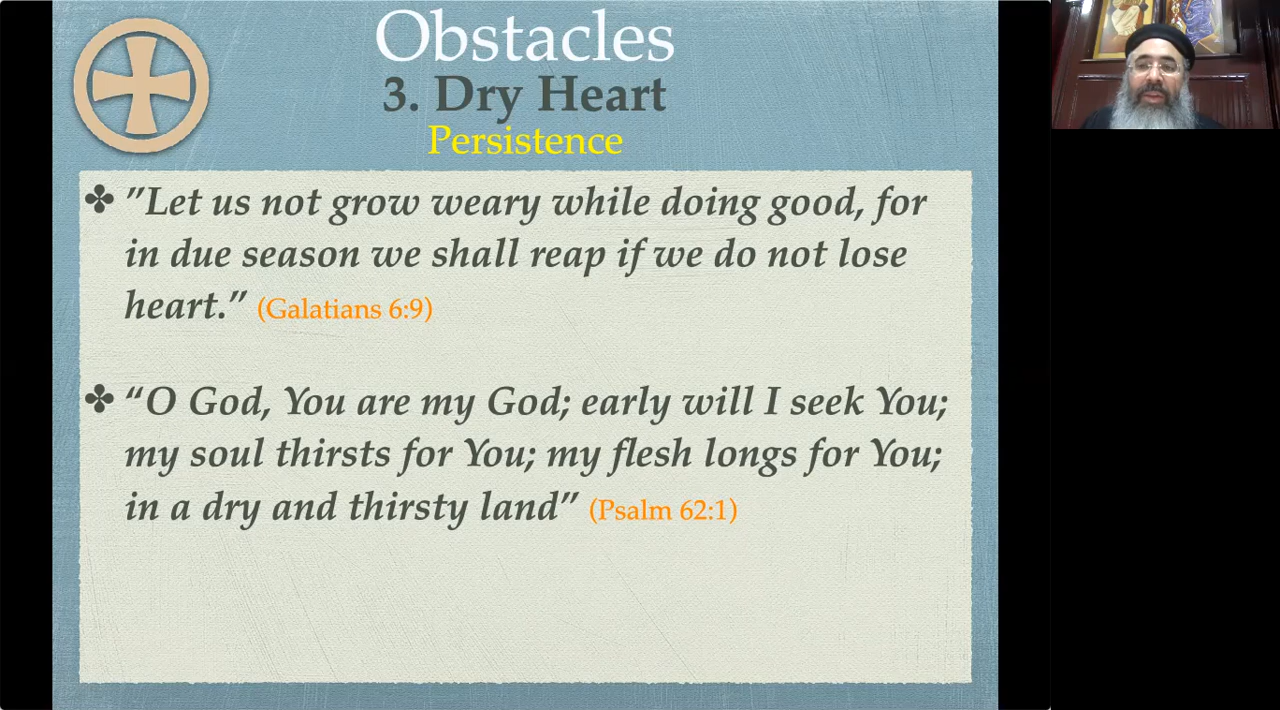 Obstacles
3. Dry Heart
Persistence
✤ ”Let us not grow weary while doing good, for
in due season we shall reap if we do not lose
heart.” (Galatians 6:9)
✤ “O God, You are my God; early will I seek You;
my soul thirsts for You; my flesh longs for You;
in a dry and thirsty land” (Psalm 62:1)